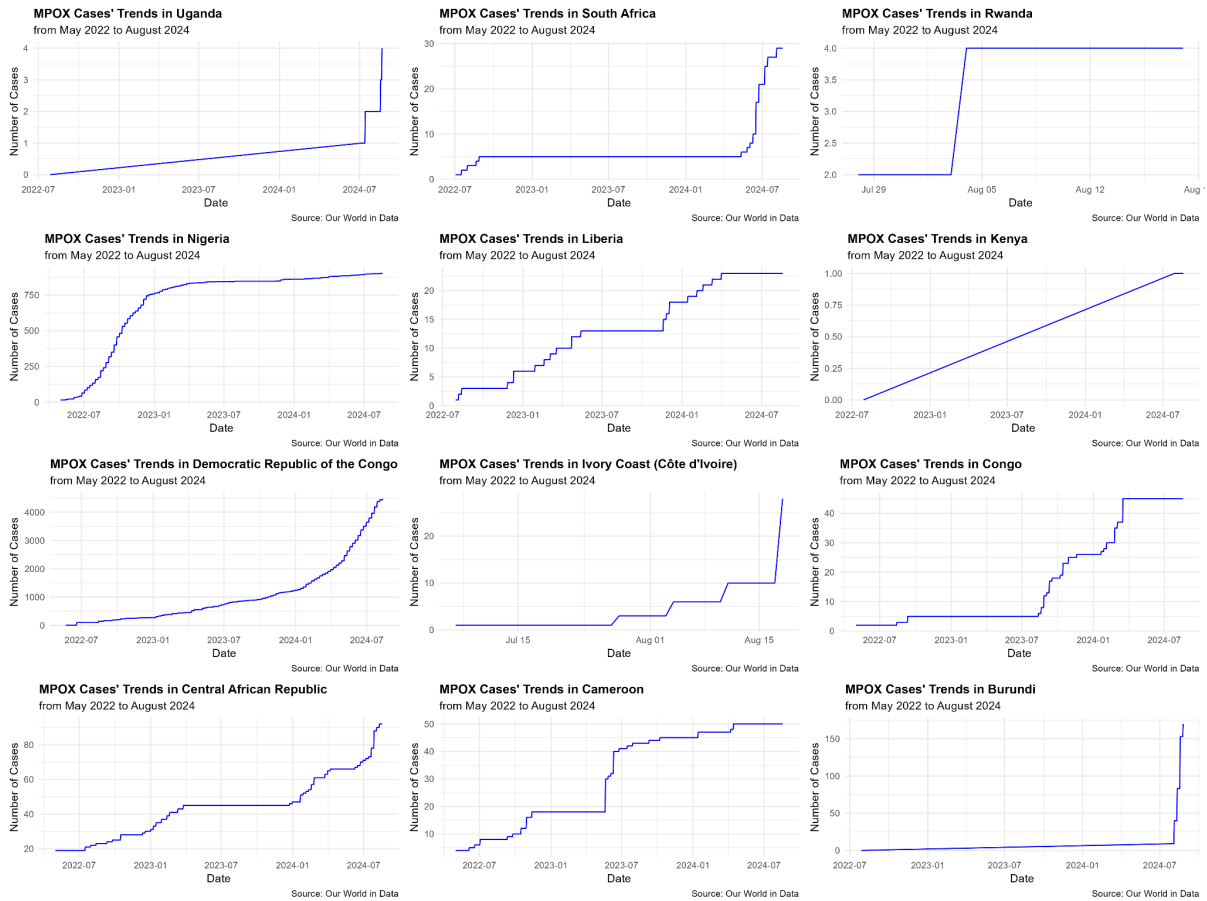 MPOX Cases' Trends in Uganda
from May 2022 to August 2024
Number of Cases
4
3
2
1
0
2022-07
2023-01
2023-07
2024-01
2024-07
Date
Source: Our World in Data
MPOX Cases' Trends in South Africa
from May 2022 to August 2024
Number of Cases
30
20
10
0
2022-07
2023-01
2023-07
2024-01
2024-07
Date
Source: Our World in Data
MPOX Cases' Trends in Rwanda
from May 2022 to August 2024
Number of Cases
4.0
3.5
3.0
2.5
2.0
Jul 29
Aug 05
Aug 12
Date
Source: Our World in Data
MPOX Cases' Trends in Nigeria
from May 2022 to August 2024
Number of Cases
750
500
250
0
2022-07
2023-01
2023-07
2024-01
2024-07
Date
Source: Our World in Data
MPOX Cases' Trends in Liberia
from May 2022 to August 2024
Number of Cases
20
15
10
5
0
2022-07
2023-01
2023-07
2024-01
2024-07
Date
Source: Our World in Data
MPOX Cases' Trends in Kenya
from May 2022 to August 2024
Number of Cases
1.00
0.75
0.50
0.25
0.00
2022-07
2023-01
2023-07
2024-01
2024-07
Date
Source: Our World in Data
MPOX Cases' Trends in Democratic Republic of the Congo
from May 2022 to August 2024
Number of Cases
4000
3000
2000
1000
0
2022-07
2023-01
2023-07
2024-01
2024-07
Date
Source: Our World in Data
MPOX Cases' Trends in Ivory Coast (Côte d'Ivoire)
from May 2022 to August 2024
Number of Cases
20
10
0
Jul 15
Aug 01
Aug 15
Date
Source: Our World in Data
MPOX Cases' Trends in Congo
from May 2022 to August 2024
Number of Cases
40
30
20
10
0
2022-07
2023-01
2023-07
2024-01
2024-07
Date
Source: Our World in Data
MPOX Cases' Trends in Central African Republic
from May 2022 to August 2024
Number of Cases
80
60
40
20
2022-07
2023-01
2023-07
2024-01
2024-07
Date
Source: Our World in Data
MPOX Cases' Trends in Cameroon
from May 2022 to August 2024
Number of Cases
50
40
30
20
10
2022-07
2023-01
2023-07
2024-01
2024-07
Date
Source: Our World in Data
MPOX Cases' Trends in Burundi
from May 2022 to August 2024
Number of Cases
150
100
50
0
2022-07
2023-01
2023-07
2024-01
2024-07
Date
Source: Our World in Data